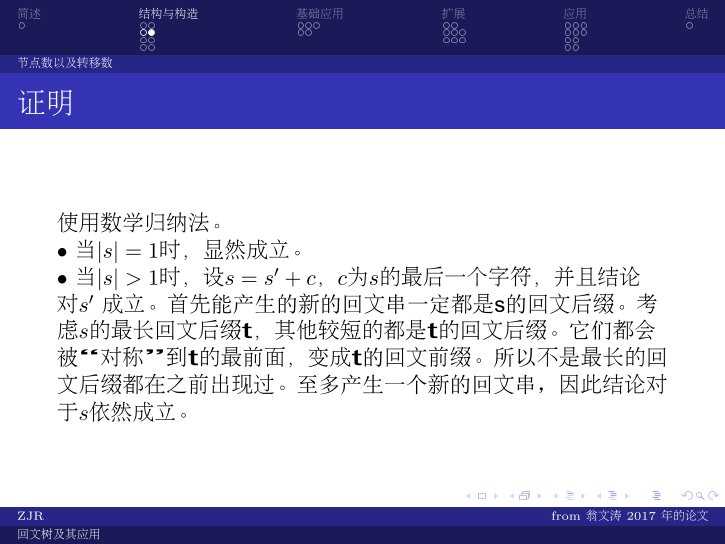 简述 结构与构造 基础应用 扩展 应用 总结
节点数以及转移数
证明
使用数学归纳法。
• 当|s| = 1时，显然成立。
• 当|s| > 1时，设s = s′ + c，c为s的最后一个字符，并且结论
对s′ 成立。首先能产生的新的回文串一定都是s的回文后缀。考
虑s的最长回文后缀t，其他较短的都是t的回文后缀。它们都会
被“对称”到t的最前面，变成t的回文前缀。所以不是最长的回
文后缀都在之前出现过。至多产生一个新的回文串，因此结论对
于s依然成立。
ZJR from 翁文涛 2017 年的论文
回文树及其应用